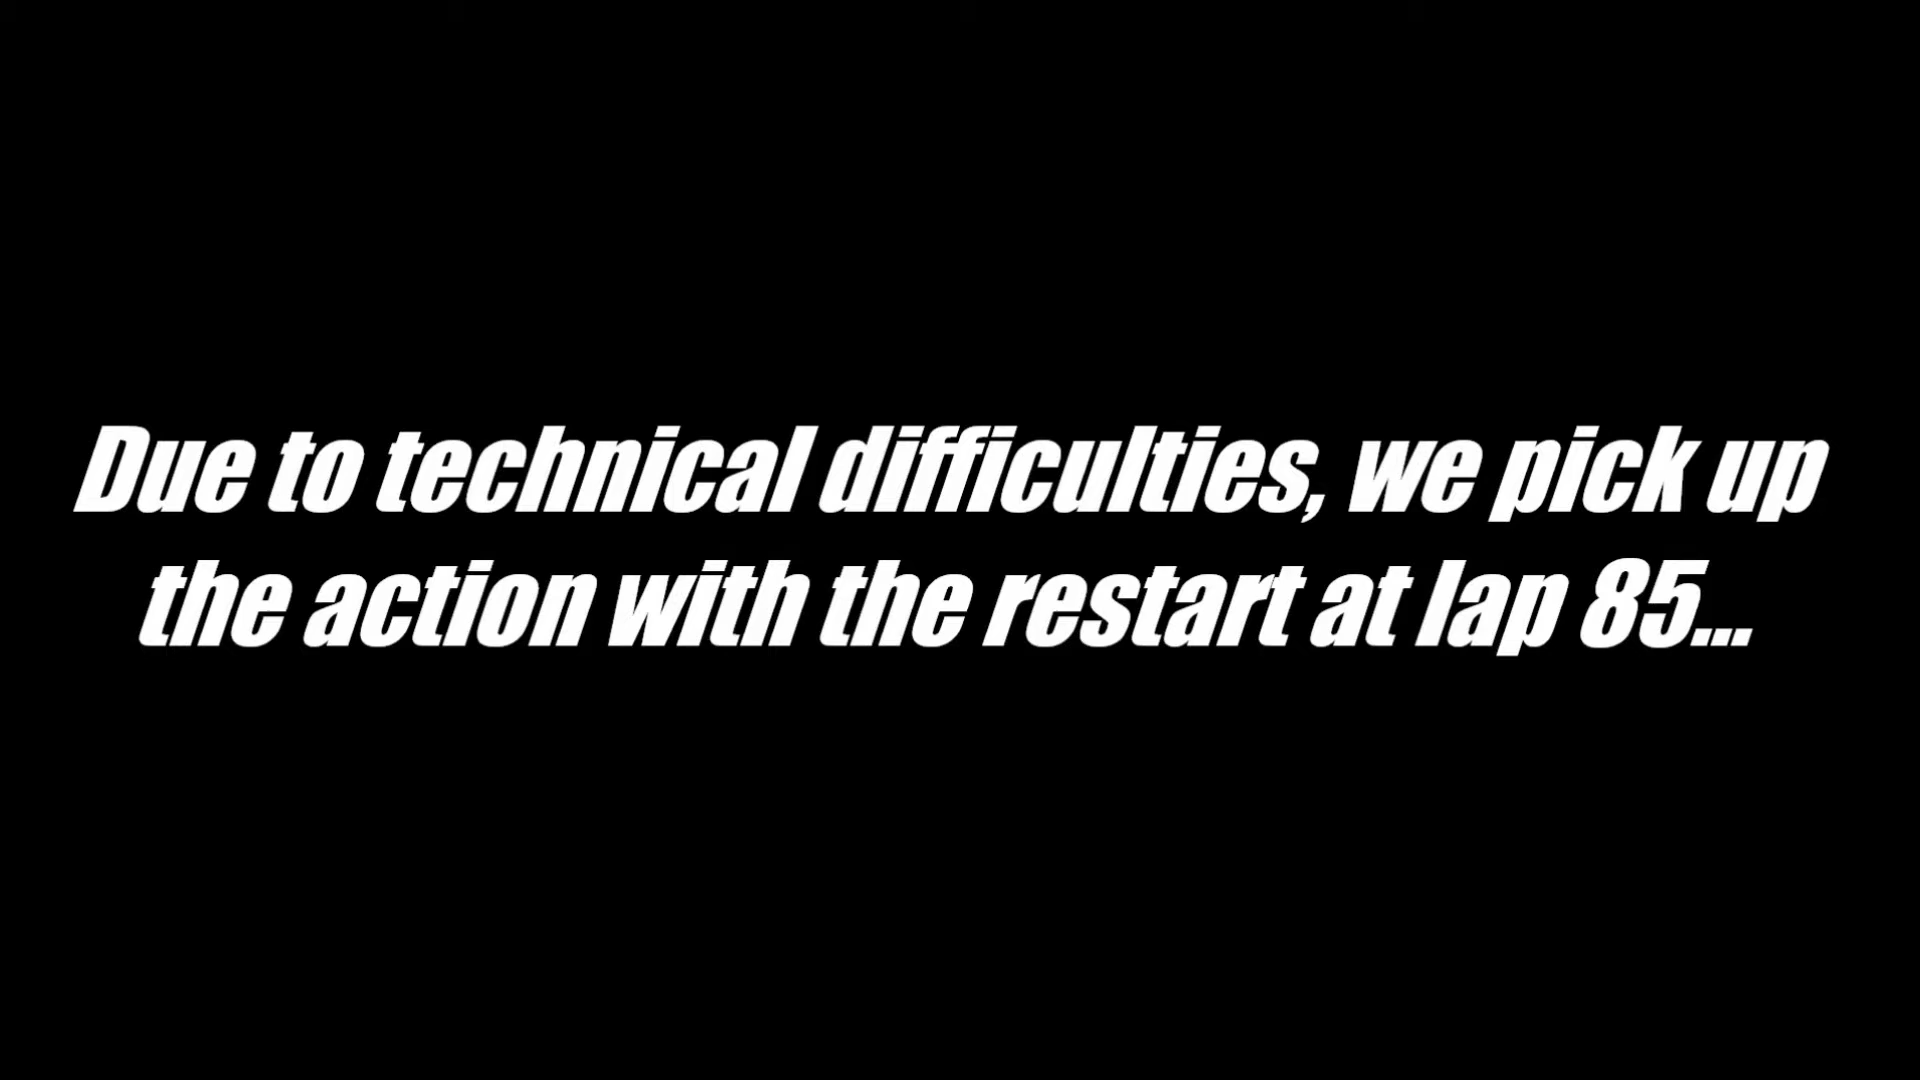 Due to technical difficulties, we pick up
the action with the restart at lap 85...